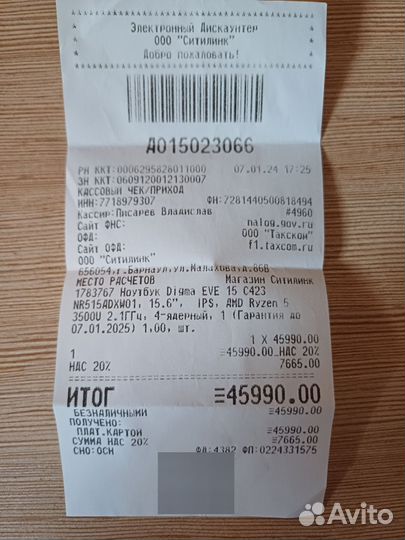 Электронный Дискаунтер
ООО "Ситилинк"
Добро пожаловать!
А015023066
РН ККТ:0006295828011000 07.01.24 17:25
ЗН ККТ:0609120012130007
КАССОВЫЙ ЧЕК/ПРИХОД
ИНН:7718979307 ФН:7281440500818494
Кассир:Писарев Владислав #4960
Сайт ФНС: nalog.gov.ru
ОФД: ООО "Такском"
Сайт ОФД: f1.taxcom.ru
ООО "Ситилинк"
656054,г.Барнаул,ул.Малахова,д.86В
МЕСТО РАСЧЕТОВ Магазин Ситилинк
1783767 Ноутбук Digma EVE 15 C423
NR515ADXW01, 15.6", IPS, AMD Ryzen 5
3500U 2.1ГГц, 4-ядерный, 1 (Гарантия до
07.01.2025) 1,00, шт.
1 X 45990.00
1 ≡45990.00_НДС 20%
НДС 20% 7665.00
ИТОГ ≡45990.00
БЕЗНАЛИЧНЫМИ ≡45990.00
ПОЛУЧЕНО:
ПЛАТ.КАРТОЙ ≡45990.00
СУММА НДС 20% ≡7665.00
СНО:ОСН ФД:4382 ФП:0224331575
Avito